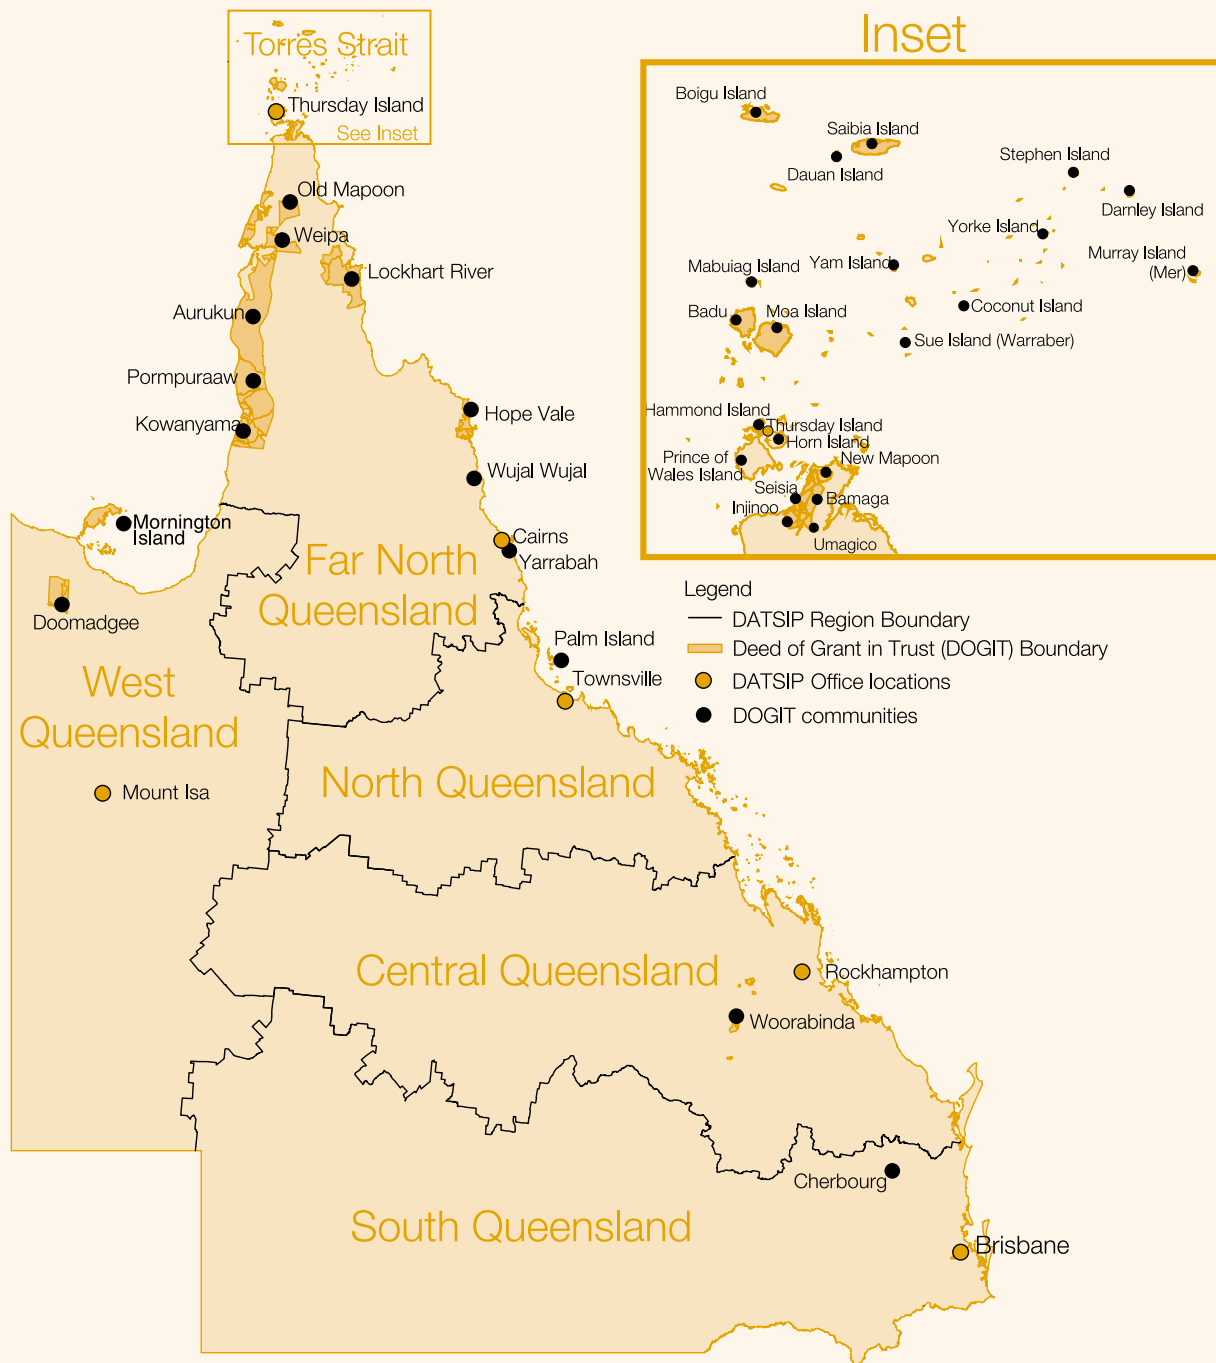 Torres Strait
Thursday Island
See Inset
Old Mapoon
Weipa
Lockhart River
Aurukun
Pormpuraaw
Kowanyama
Hope Vale
Wujal Wujal
Mornington
Island
Cairns
Yarrabah
Far North
Queensland
Doomadgee
Palm Island
Townsville
West
Queensland
Mount Isa
North Queensland
Central Queensland
Rockhampton
Woorabinda
Cherbourg
South Queensland
Brisbane
Inset
Boigu Island
Saibia Island
Dauan Island
Stephen Island
Darnley Island
Yorke Island
Murray Island
(Mer)
Yam Island
Mabuiag Island
Badu
Moa Island
Coconut Island
Sue Island (Warraber)
Hammond Island
Thursday Island
Horn Island
Prince of
Wales Island
New Mapoon
Seisia
Bamaga
Injinoo
Umagico
Legend
DATSIP Region Boundary
Deed of Grant in Trust (DOGIT) Boundary
DATSIP Office locations
DOGIT communities